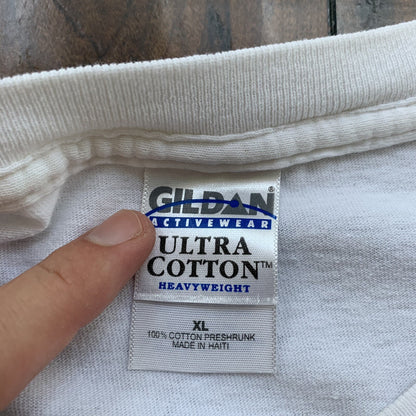 GILDAN
ACTIVEWEAR
ULTRA
COTTON™
HEAVYWEIGHT
XL
100% COTTON PRESHRUNK
MADE IN HAITI